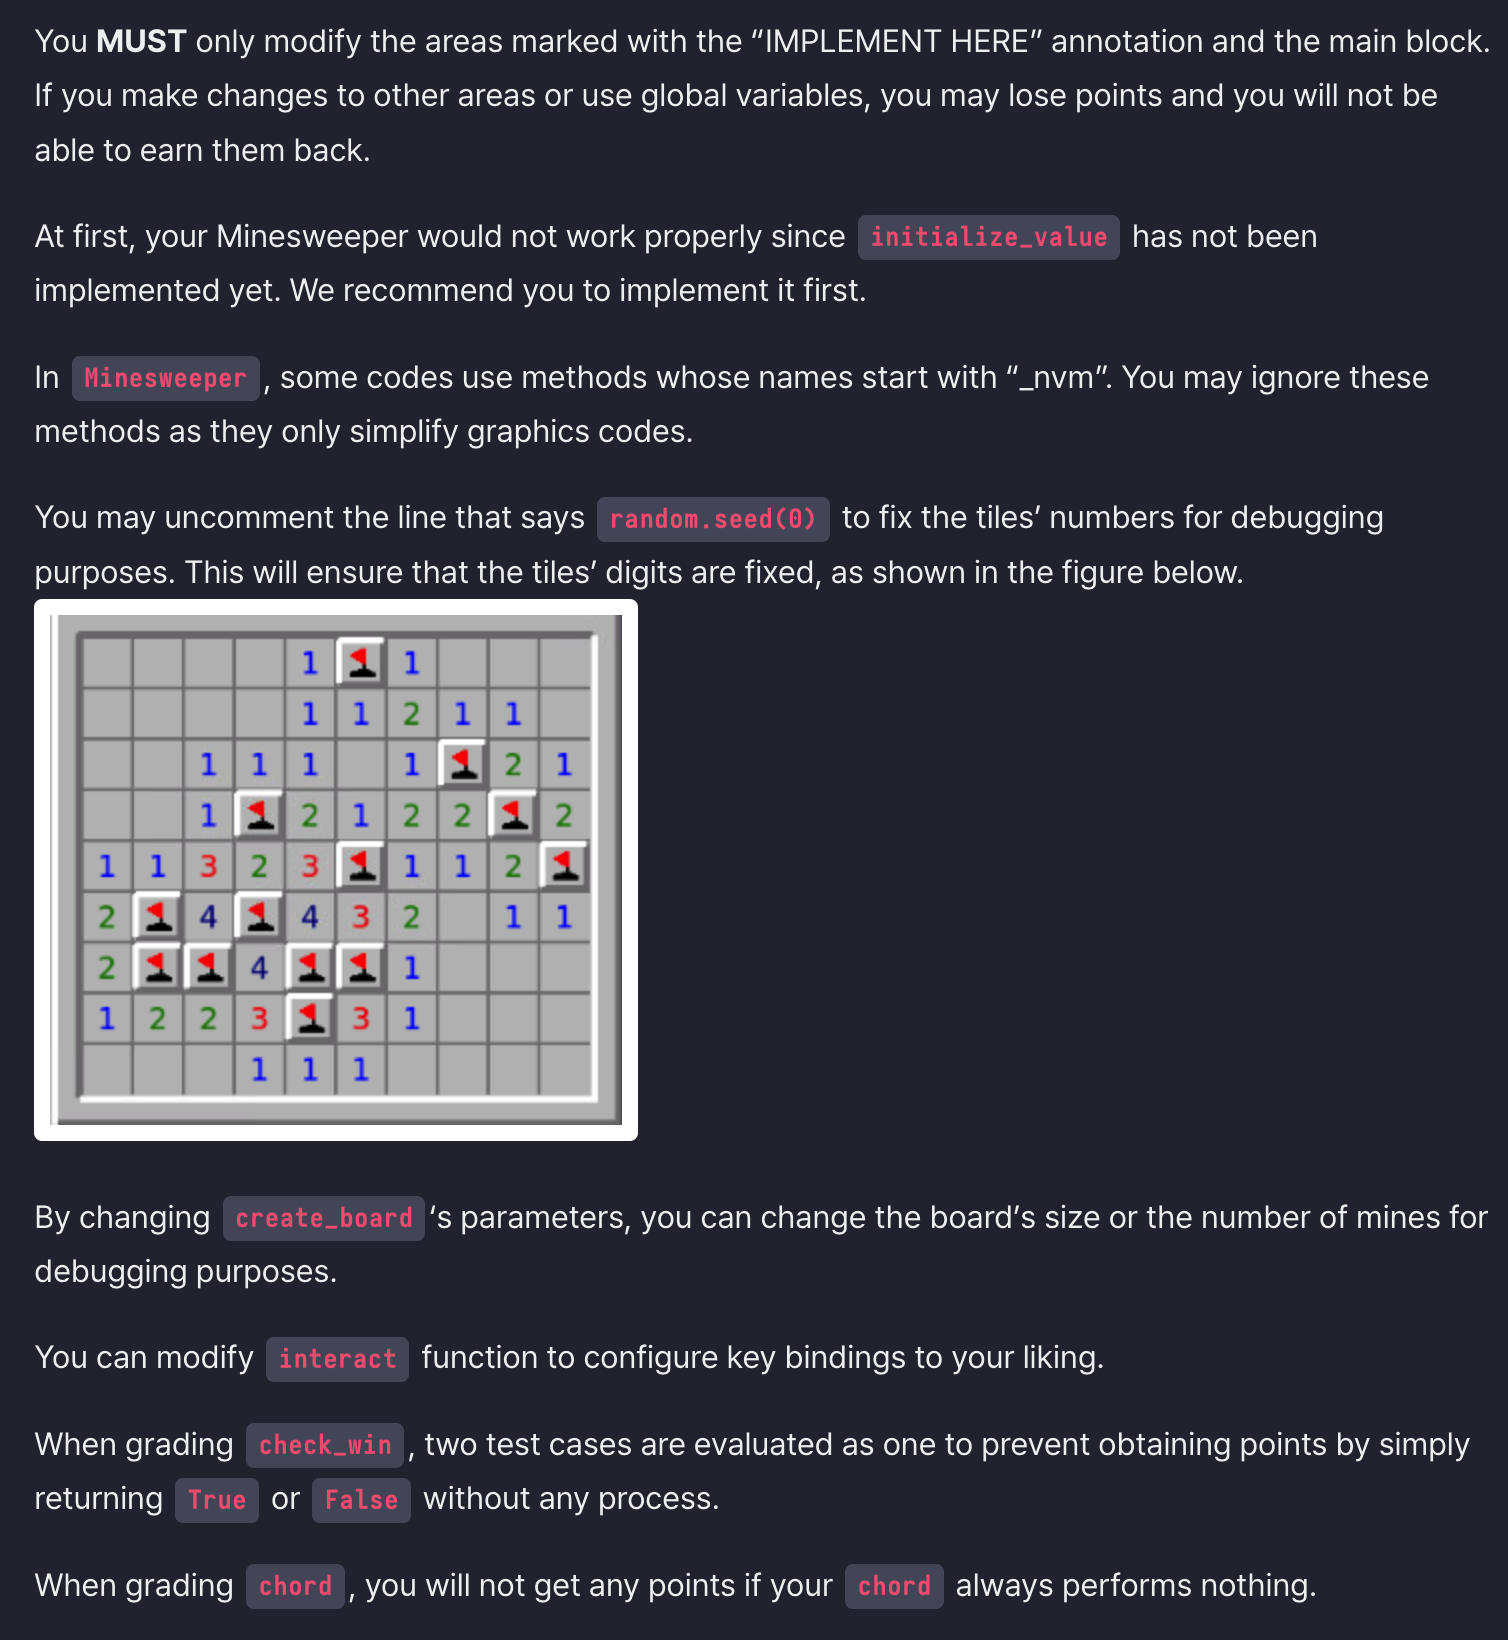 You MUST only modify the areas marked with the “IMPLEMENT HERE” annotation and the main block.
If you make changes to other areas or use global variables, you may lose points and you will not be
able to earn them back.
At first, your Minesweeper would not work properly since initialize_value has not been
implemented yet. We recommend you to implement it first.
In Minesweeper, some codes use methods whose names start with “_nvm”. You may ignore these
methods as they only simplify graphics codes.
You may uncomment the line that says random.seed(0) to fix the tiles’ numbers for debugging
purposes. This will ensure that the tiles’ digits are fixed, as shown in the figure below.
1 1
1 1 2 1 1
1 1 1 1 2 1
1 2 1 2 2 2
1 1 3 2 3 1 1 2
2 4 4 3 2 1 1
2 4 1
1 2 2 3 3 1
1 1 1
By changing create_board ‘s parameters, you can change the board’s size or the number of mines for
debugging purposes.
You can modify interact function to configure key bindings to your liking.
When grading check_win, two test cases are evaluated as one to prevent obtaining points by simply
returning True or False without any process.
When grading chord, you will not get any points if your chord always performs nothing.